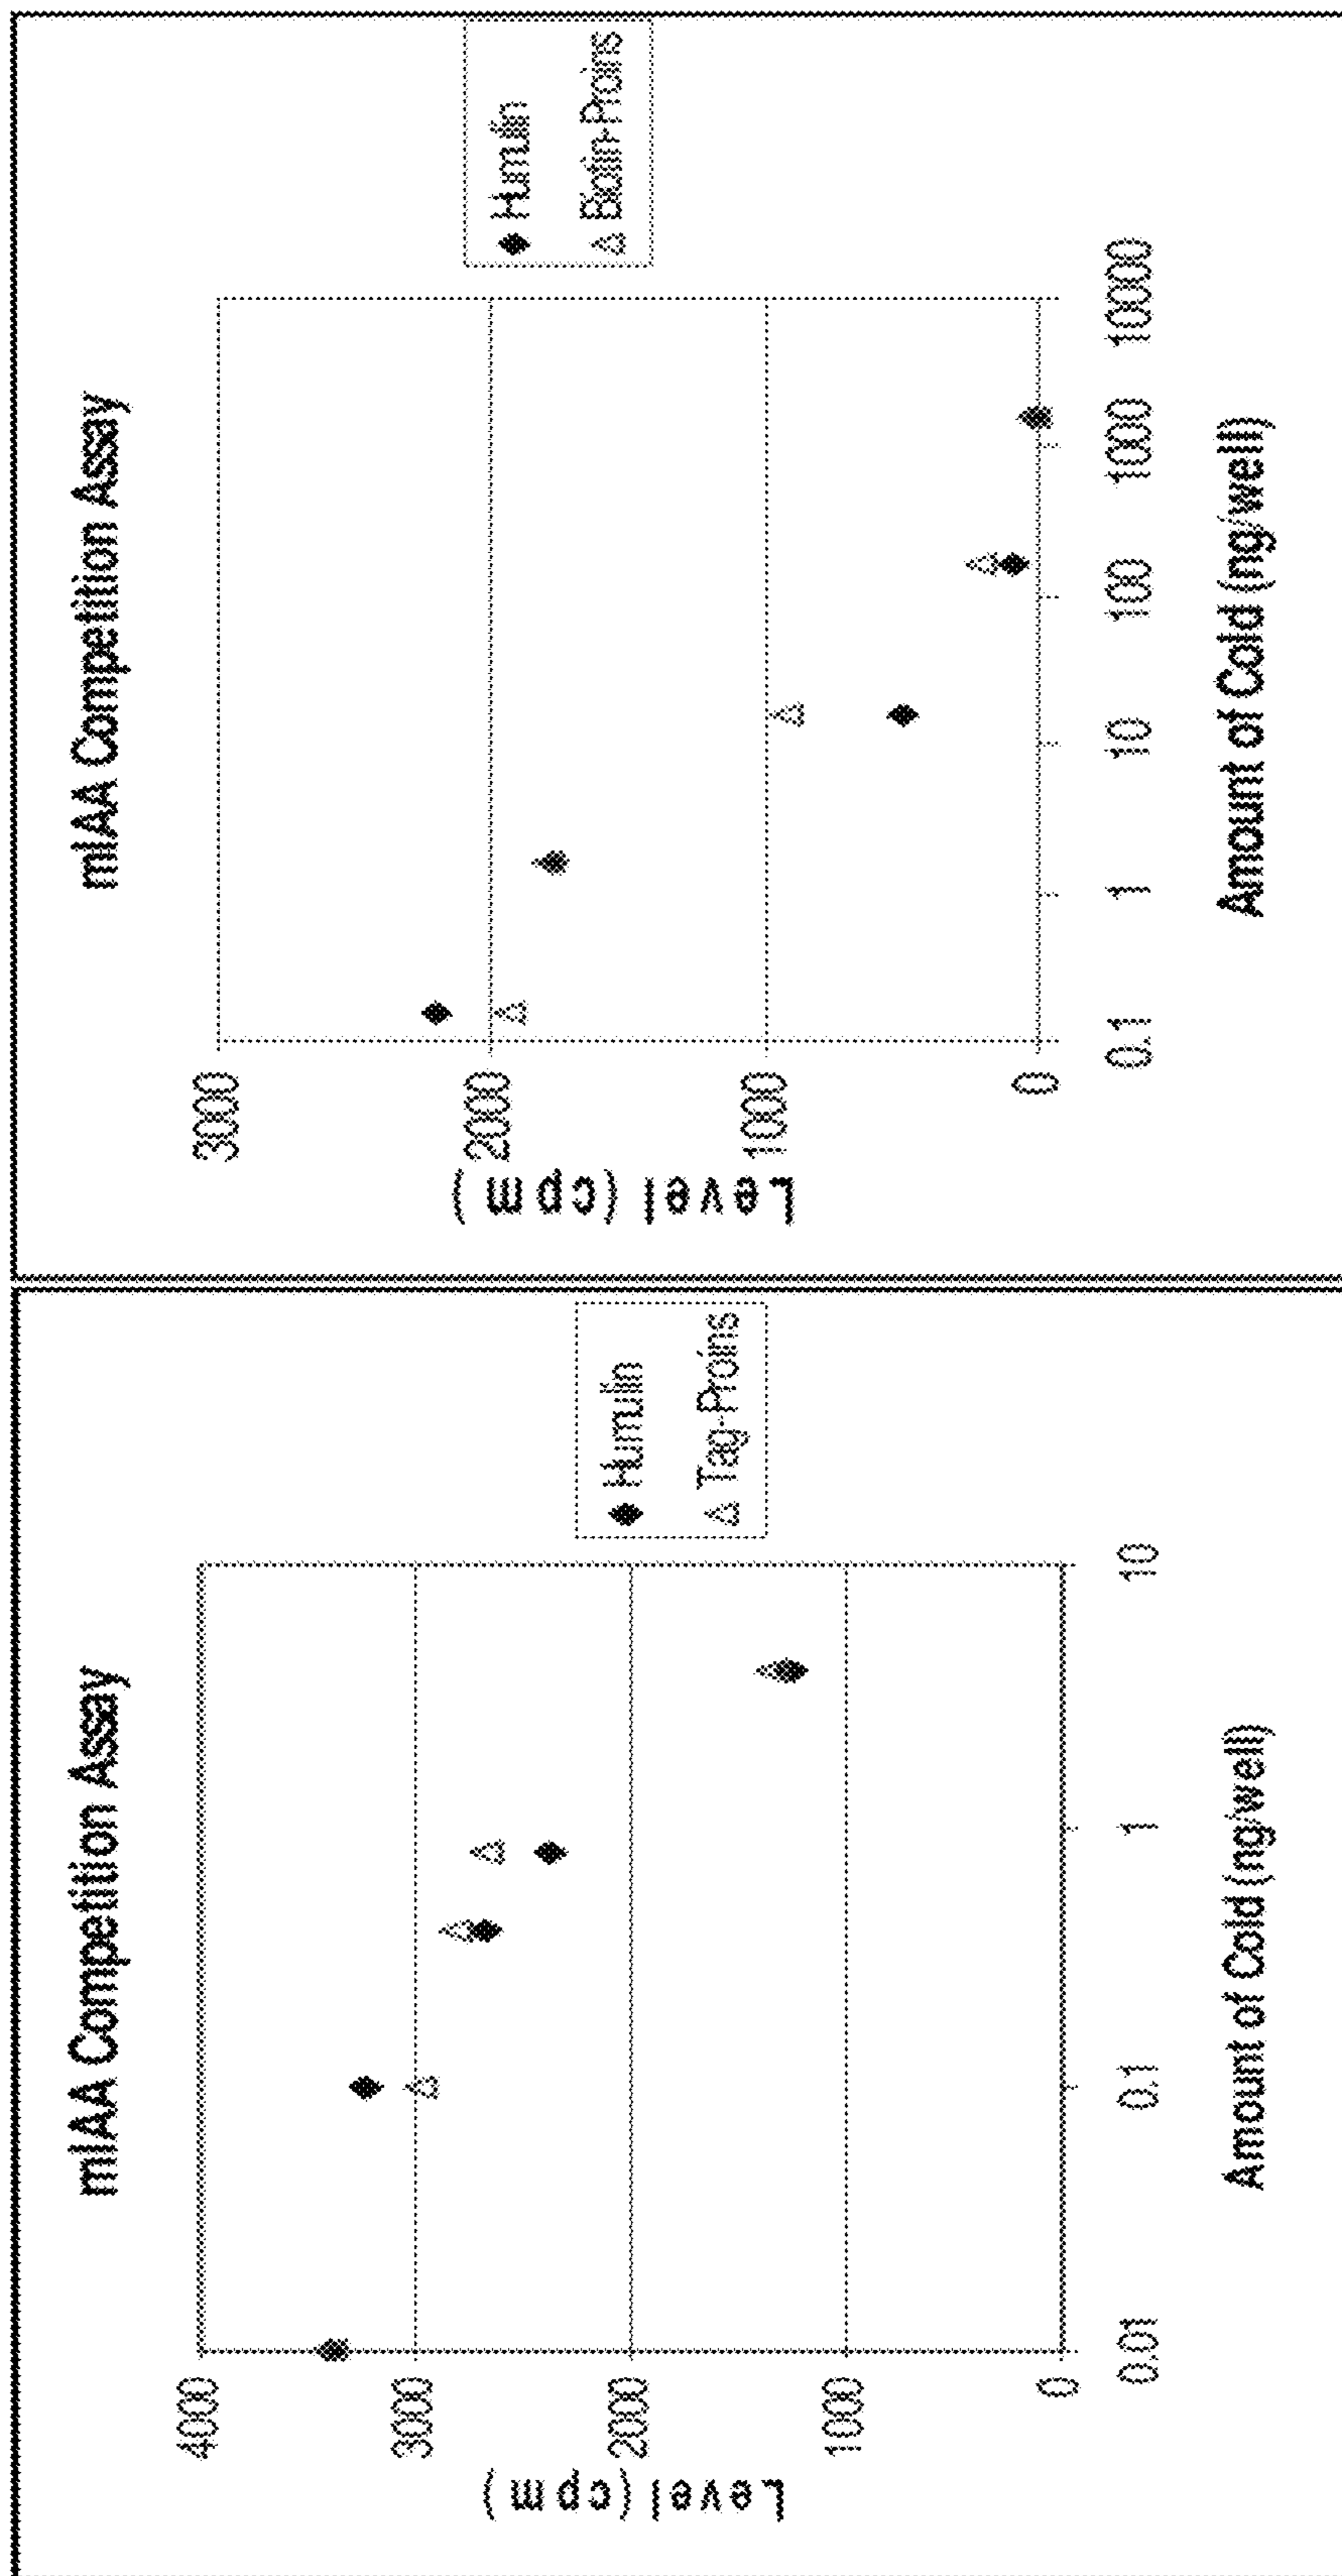 mIAA Competition Assay
Level (cpm)
4000
3000
2000
1000
0
0.01
0.1
1
10
Amount of Cold (ng/well)
Humulin
Tag-Proins
mIAA Competition Assay
Level (cpm)
3000
2000
1000
0
0.1
1
10
100
1000
10000
Amount of Cold (ng/well)
Humulin
Biotin-Proins